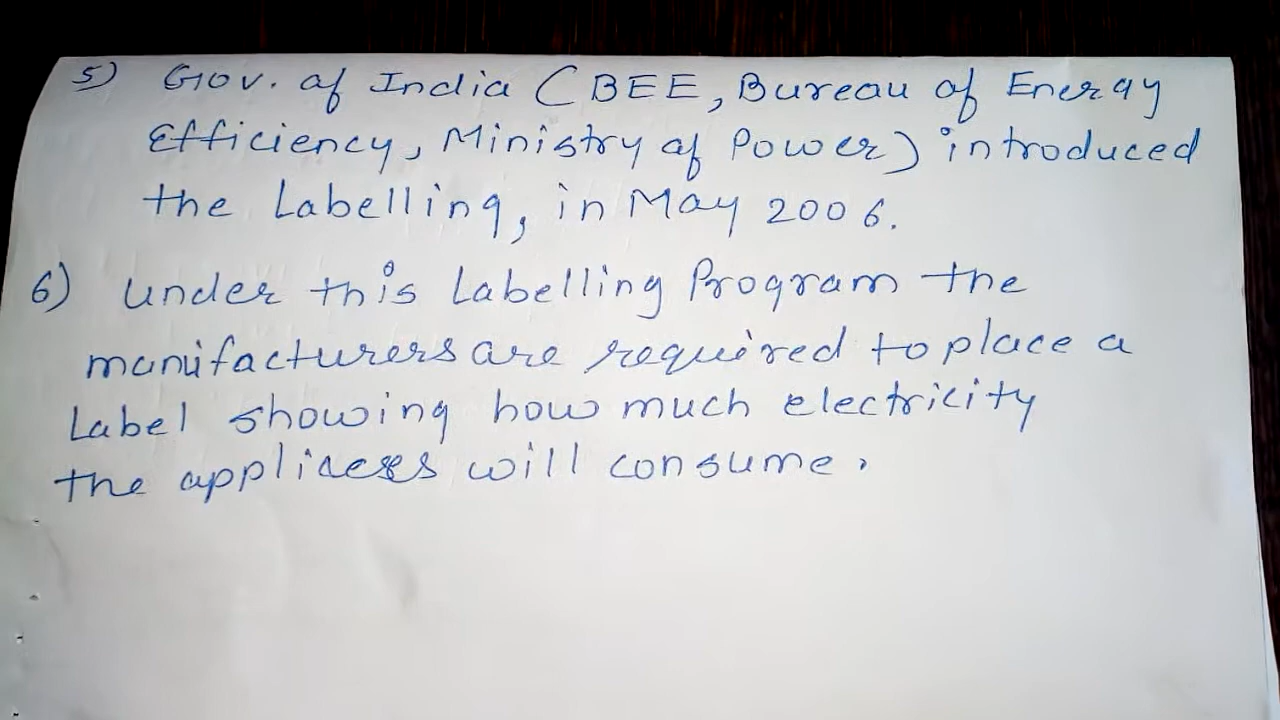 5) Gov. of India (BEE, Bureau of Energy
Efficiency, Ministry of Power) introduced
the Labelling, in May 2006.
6) under this Labelling Program the
manufacturers are required to place a
Label showing how much electricity
the applicess will consume.